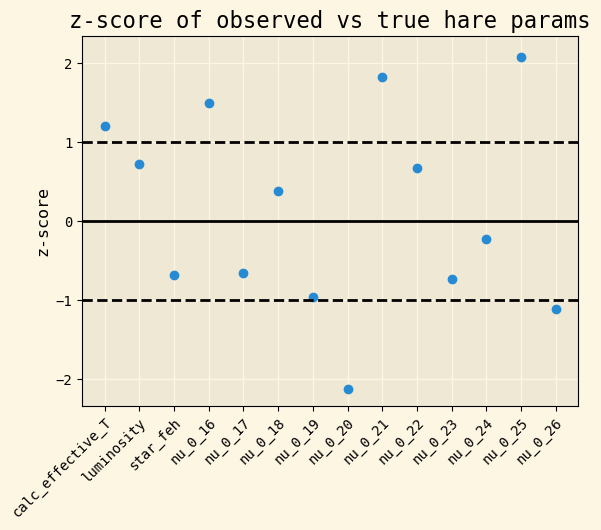 z-score of observed vs true hare params
z-score
2
1
0
−1
−2
calc_effective_T
luminosity
star_feh
nu_0_16
nu_0_17
nu_0_18
nu_0_19
nu_0_20
nu_0_21
nu_0_22
nu_0_23
nu_0_24
nu_0_25
nu_0_26